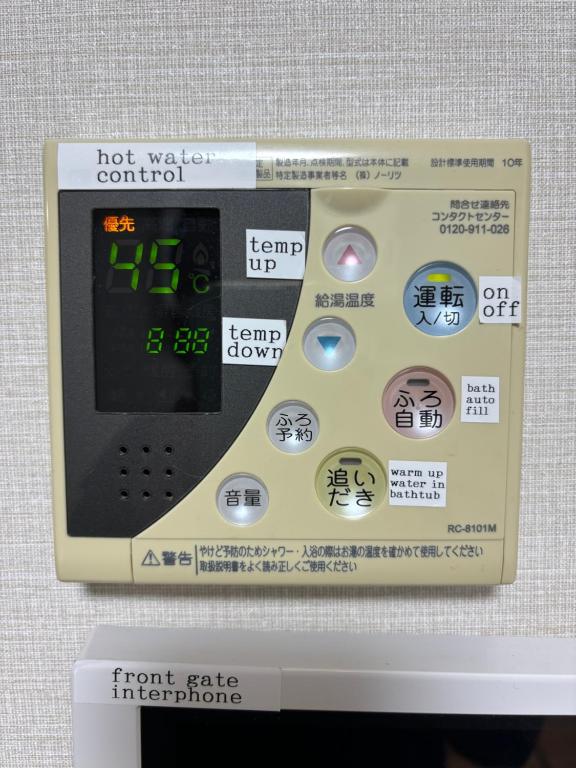 hot water
control
製造年月、点検期間、型式は本体に記載
特定製造事業者等名 (株) ノーリツ
設計標準使用期間 10年
問合せ連絡先
コンタクトセンター
0120-911-026
優先
45℃
8 88
temp
up
給湯温度
temp
down
運転
入/切
on
off
ふろ
自動
bath
auto
fill
ふろ
予約
追い
だき
warm up
water in
bathtub
音量
RC-8101M
⚠警告
やけど予防のためシャワー・入浴の際はお湯の温度を確かめて使用してください
取扱説明書をよく読み正しくご使用ください
front gate
interphone